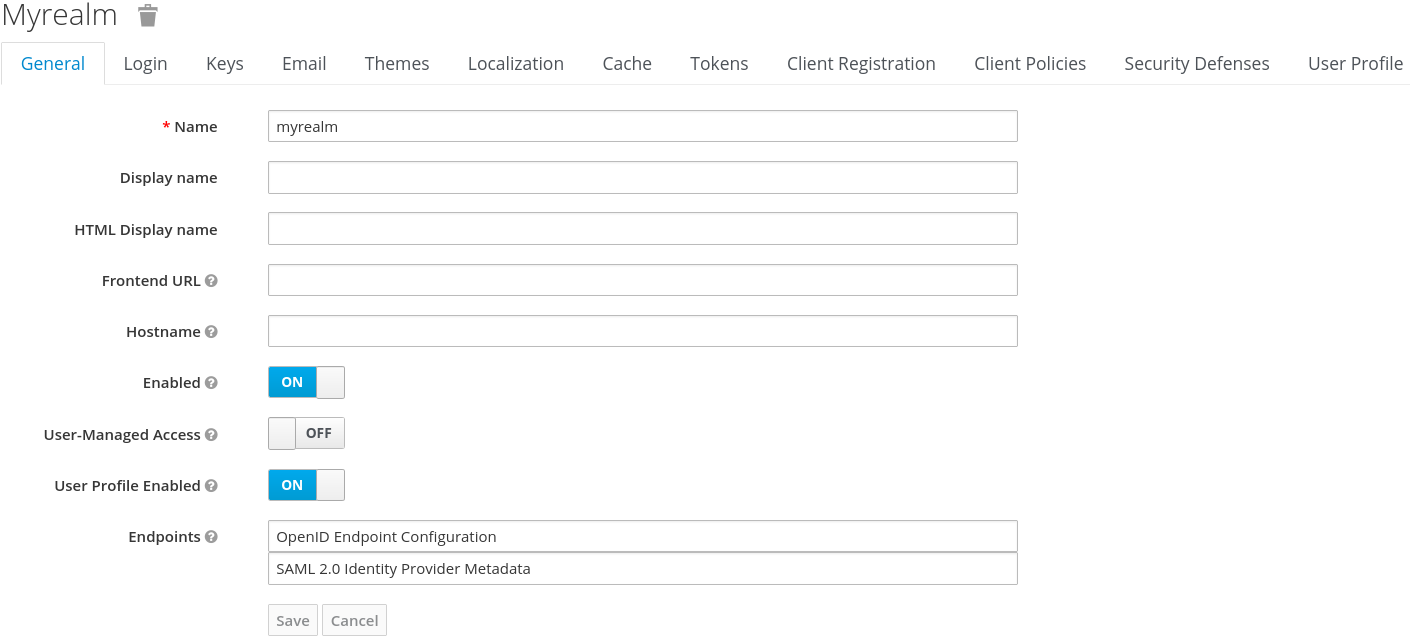 Myrealm
General Login Keys Email Themes Localization Cache Tokens Client Registration Client Policies Security Defenses User Profile
* Name myrealm
Display name
HTML Display name
Frontend URL ?
Hostname ?
Enabled ? ON
User-Managed Access ? OFF
User Profile Enabled ? ON
Endpoints ? OpenID Endpoint Configuration
SAML 2.0 Identity Provider Metadata
Save Cancel